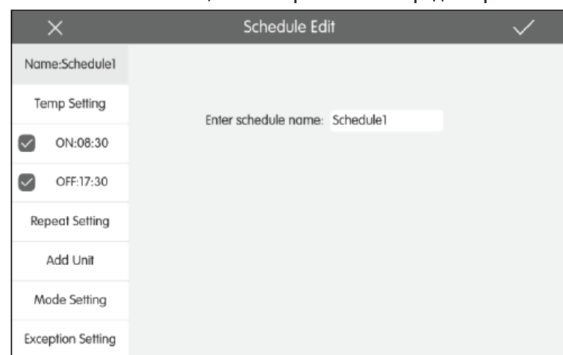 Schedule Edit
Name:Schedule1
Temp Setting
Enter schedule name: Schedule1
ON:08:30
OFF:17:30
Repeat Setting
Add Unit
Mode Setting
Exception Setting